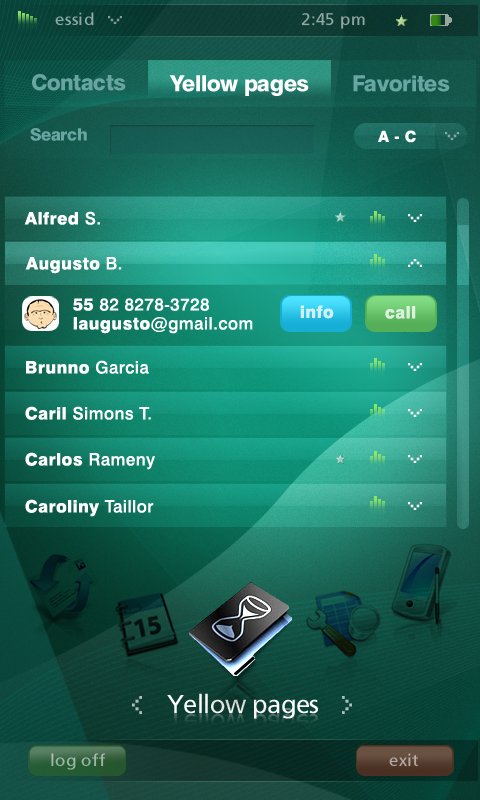 essid 2:45 pm
Contacts Yellow pages Favorites
Search A - C
Alfred S.
Augusto B.
55 82 8278-3728
laugusto@gmail.com
info call
Brunno Garcia
Caril Simons T.
Carlos Rameny
Caroliny Taillor
15
Yellow pages
log off exit